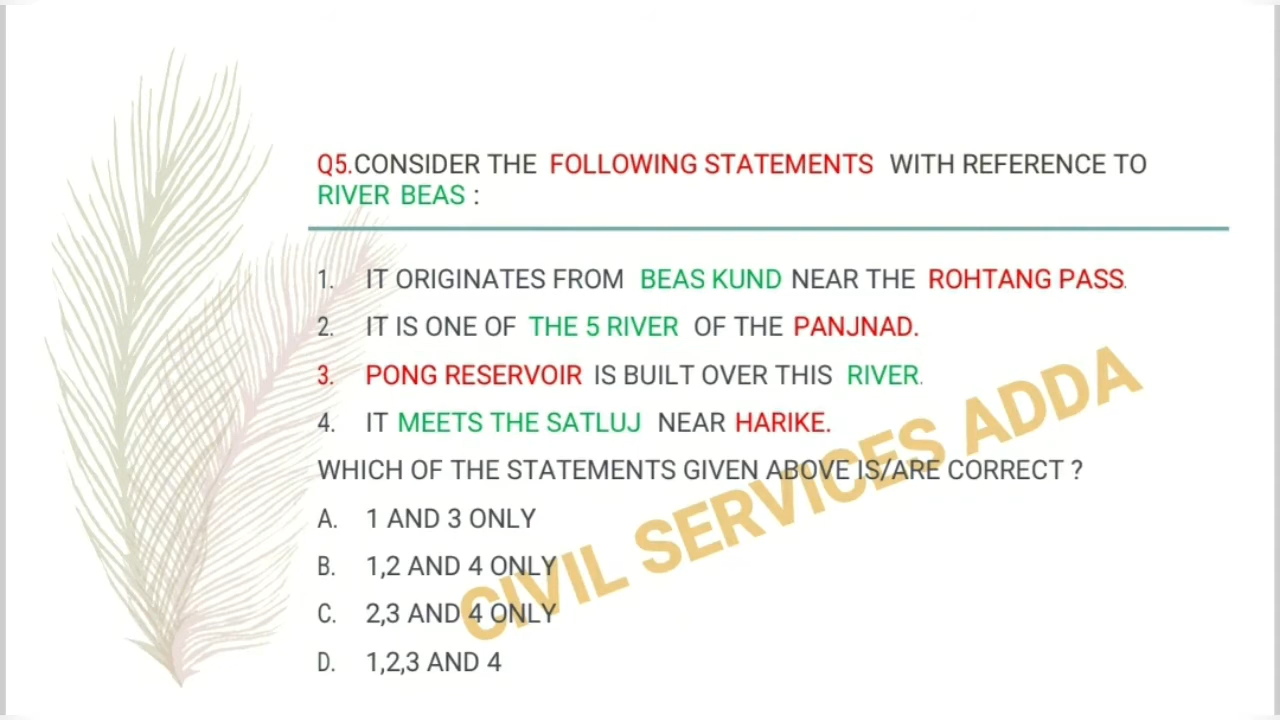 Q5.CONSIDER THE FOLLOWING STATEMENTS WITH REFERENCE TO
RIVER BEAS :
1. IT ORIGINATES FROM BEAS KUND NEAR THE ROHTANG PASS.
2. IT IS ONE OF THE 5 RIVER OF THE PANJNAD.
3. PONG RESERVOIR IS BUILT OVER THIS RIVER.
4. IT MEETS THE SATLUJ NEAR HARIKE.
WHICH OF THE STATEMENTS GIVEN ABOVE IS/ARE CORRECT ?
A. 1 AND 3 ONLY
B. 1,2 AND 4 ONLY
C. 2,3 AND 4 ONLY
D. 1,2,3 AND 4
CIVIL SERVICES ADDA